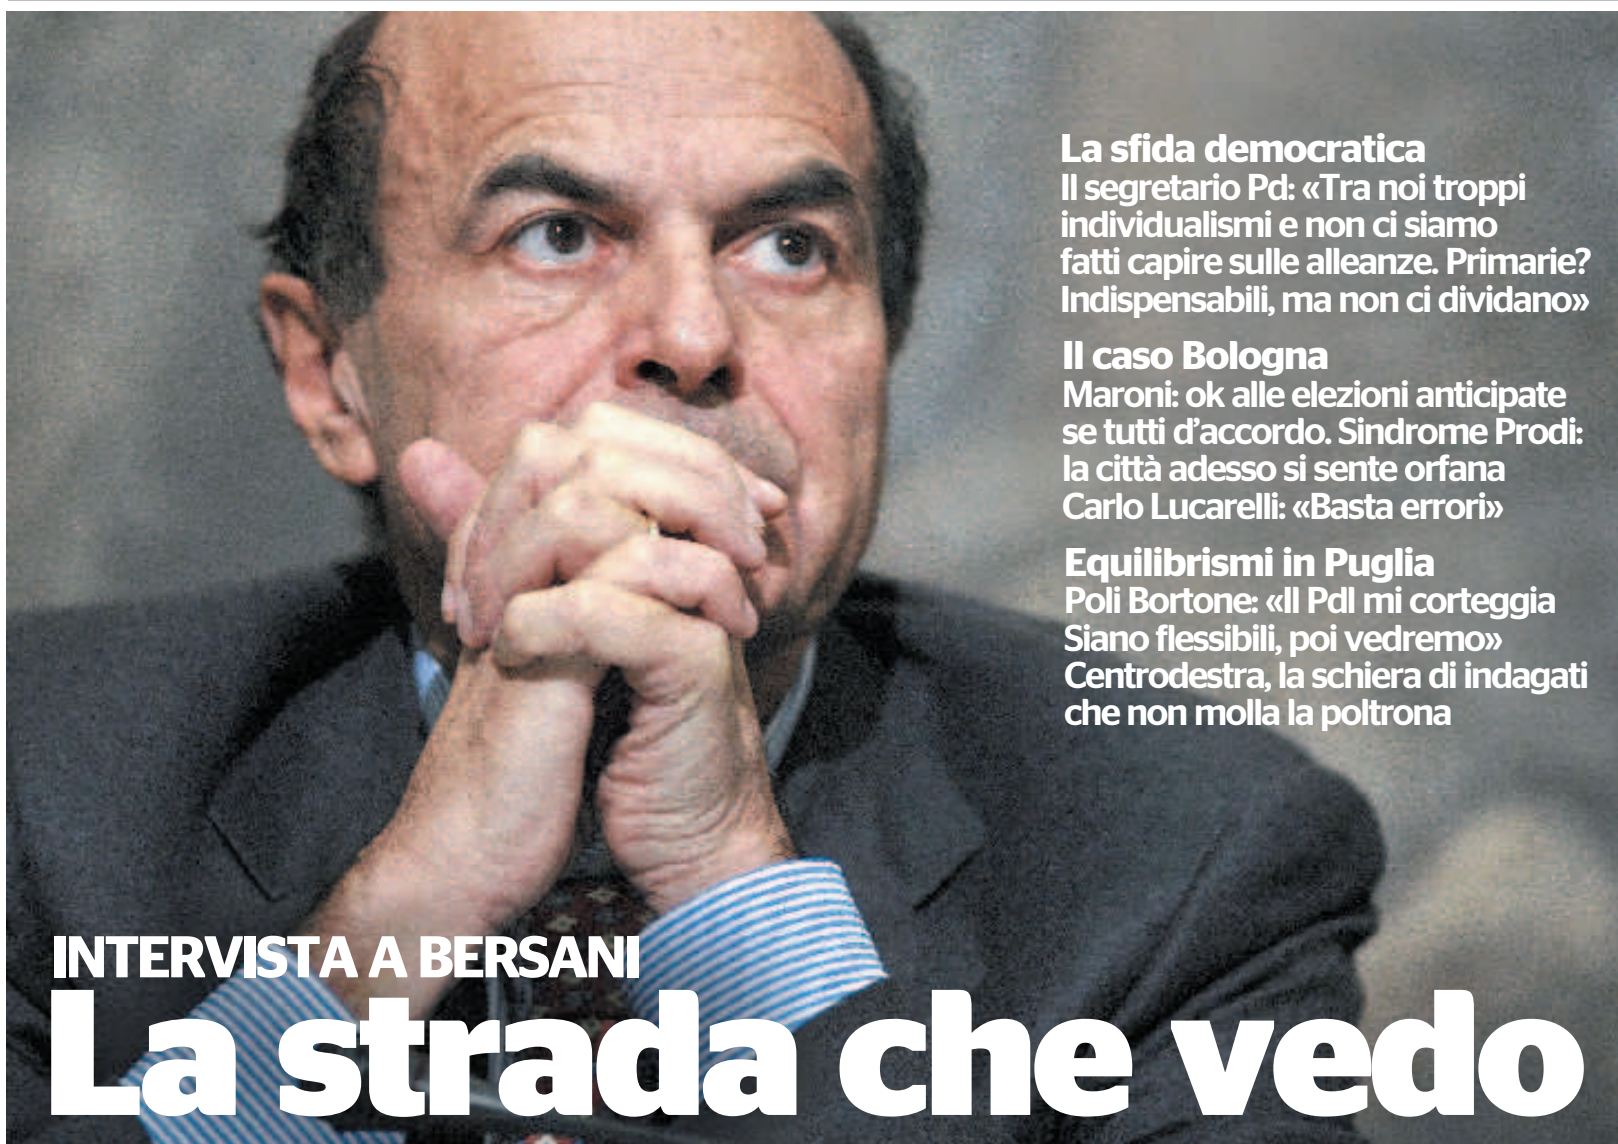 La sfida democratica
Il segretario Pd: «Tra noi troppi
individualismi e non ci siamo
fatti capire sulle alleanze. Primarie?
Indispensabili, ma non ci dividano»
Il caso Bologna
Maroni: ok alle elezioni anticipate
se tutti d’accordo. Sindrome Prodi:
la città adesso si sente orfana
Carlo Lucarelli: «Basta errori»
Equilibrismi in Puglia
Poli Bortone: «Il Pdl mi corteggia
Siano flessibili, poi vedremo»
Centrodestra, la schiera di indagati
che non molla la poltrona
INTERVISTA A BERSANI
La strada che vedo